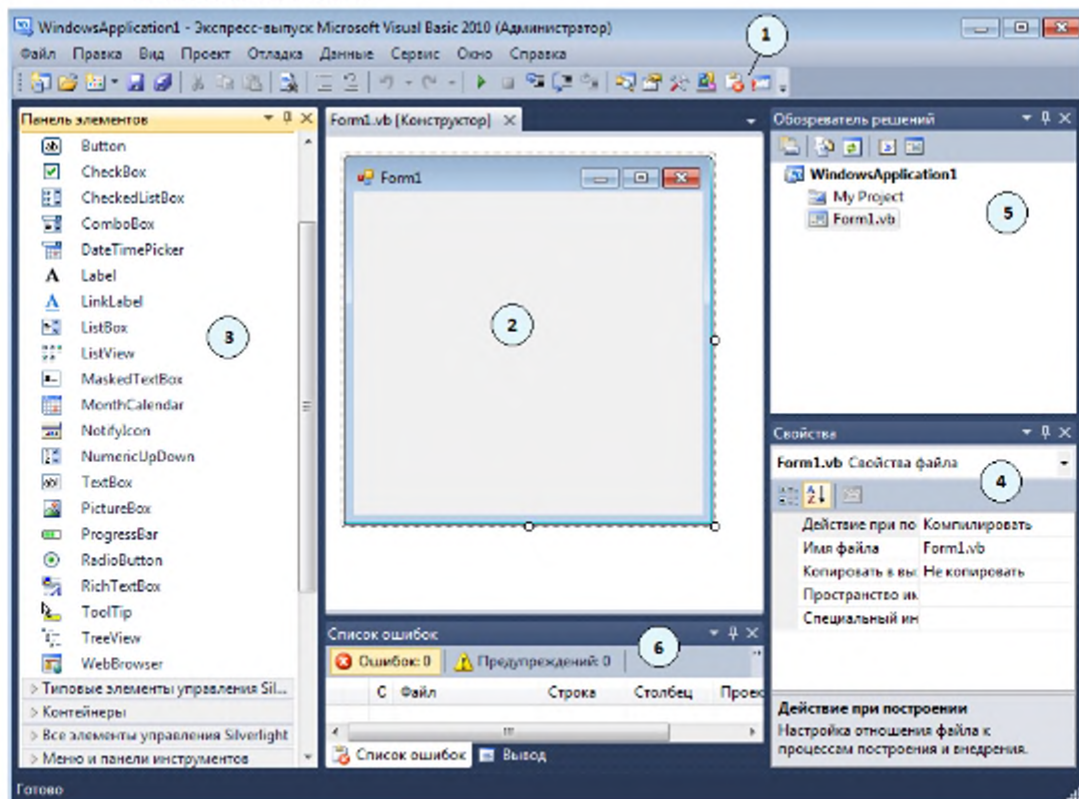 WindowsApplication1 - Экспресс-выпуск Microsoft Visual Basic 2010 (Администратор)
Файл Правка Вид Проект Отладка Данные Сервис Окно Справка
1
Панель элементов
Button
CheckBox
CheckedListBox
ComboBox
DateTimePicker
Label
LinkLabel
ListBox
ListView
MaskedTextBox
MonthCalendar
NotifyIcon
NumericUpDown
TextBox
PictureBox
ProgressBar
RadioButton
RichTextBox
ToolTip
TreeView
WebBrowser
Типовые элементы управления Sil...
Контейнеры
Все элементы управления Silverlight
Меню и панели инструментов
3
Form1.vb [Конструктор]
Form1
2
Список ошибок
6
Ошибок: 0 Предупреждений: 0
С Файл Строка Столбец Проек
Список ошибок Вывод
Обозреватель решений
WindowsApplication1
My Project
Form1.vb
5
Свойства
Form1.vb Свойства файла
4
Действие при по Компилировать
Имя файла Form1.vb
Копировать в вы Не копировать
Пространство им
Специальный ин
Действие при построении
Настройка отношения файла к
процессам построения и внедрения.
Готово